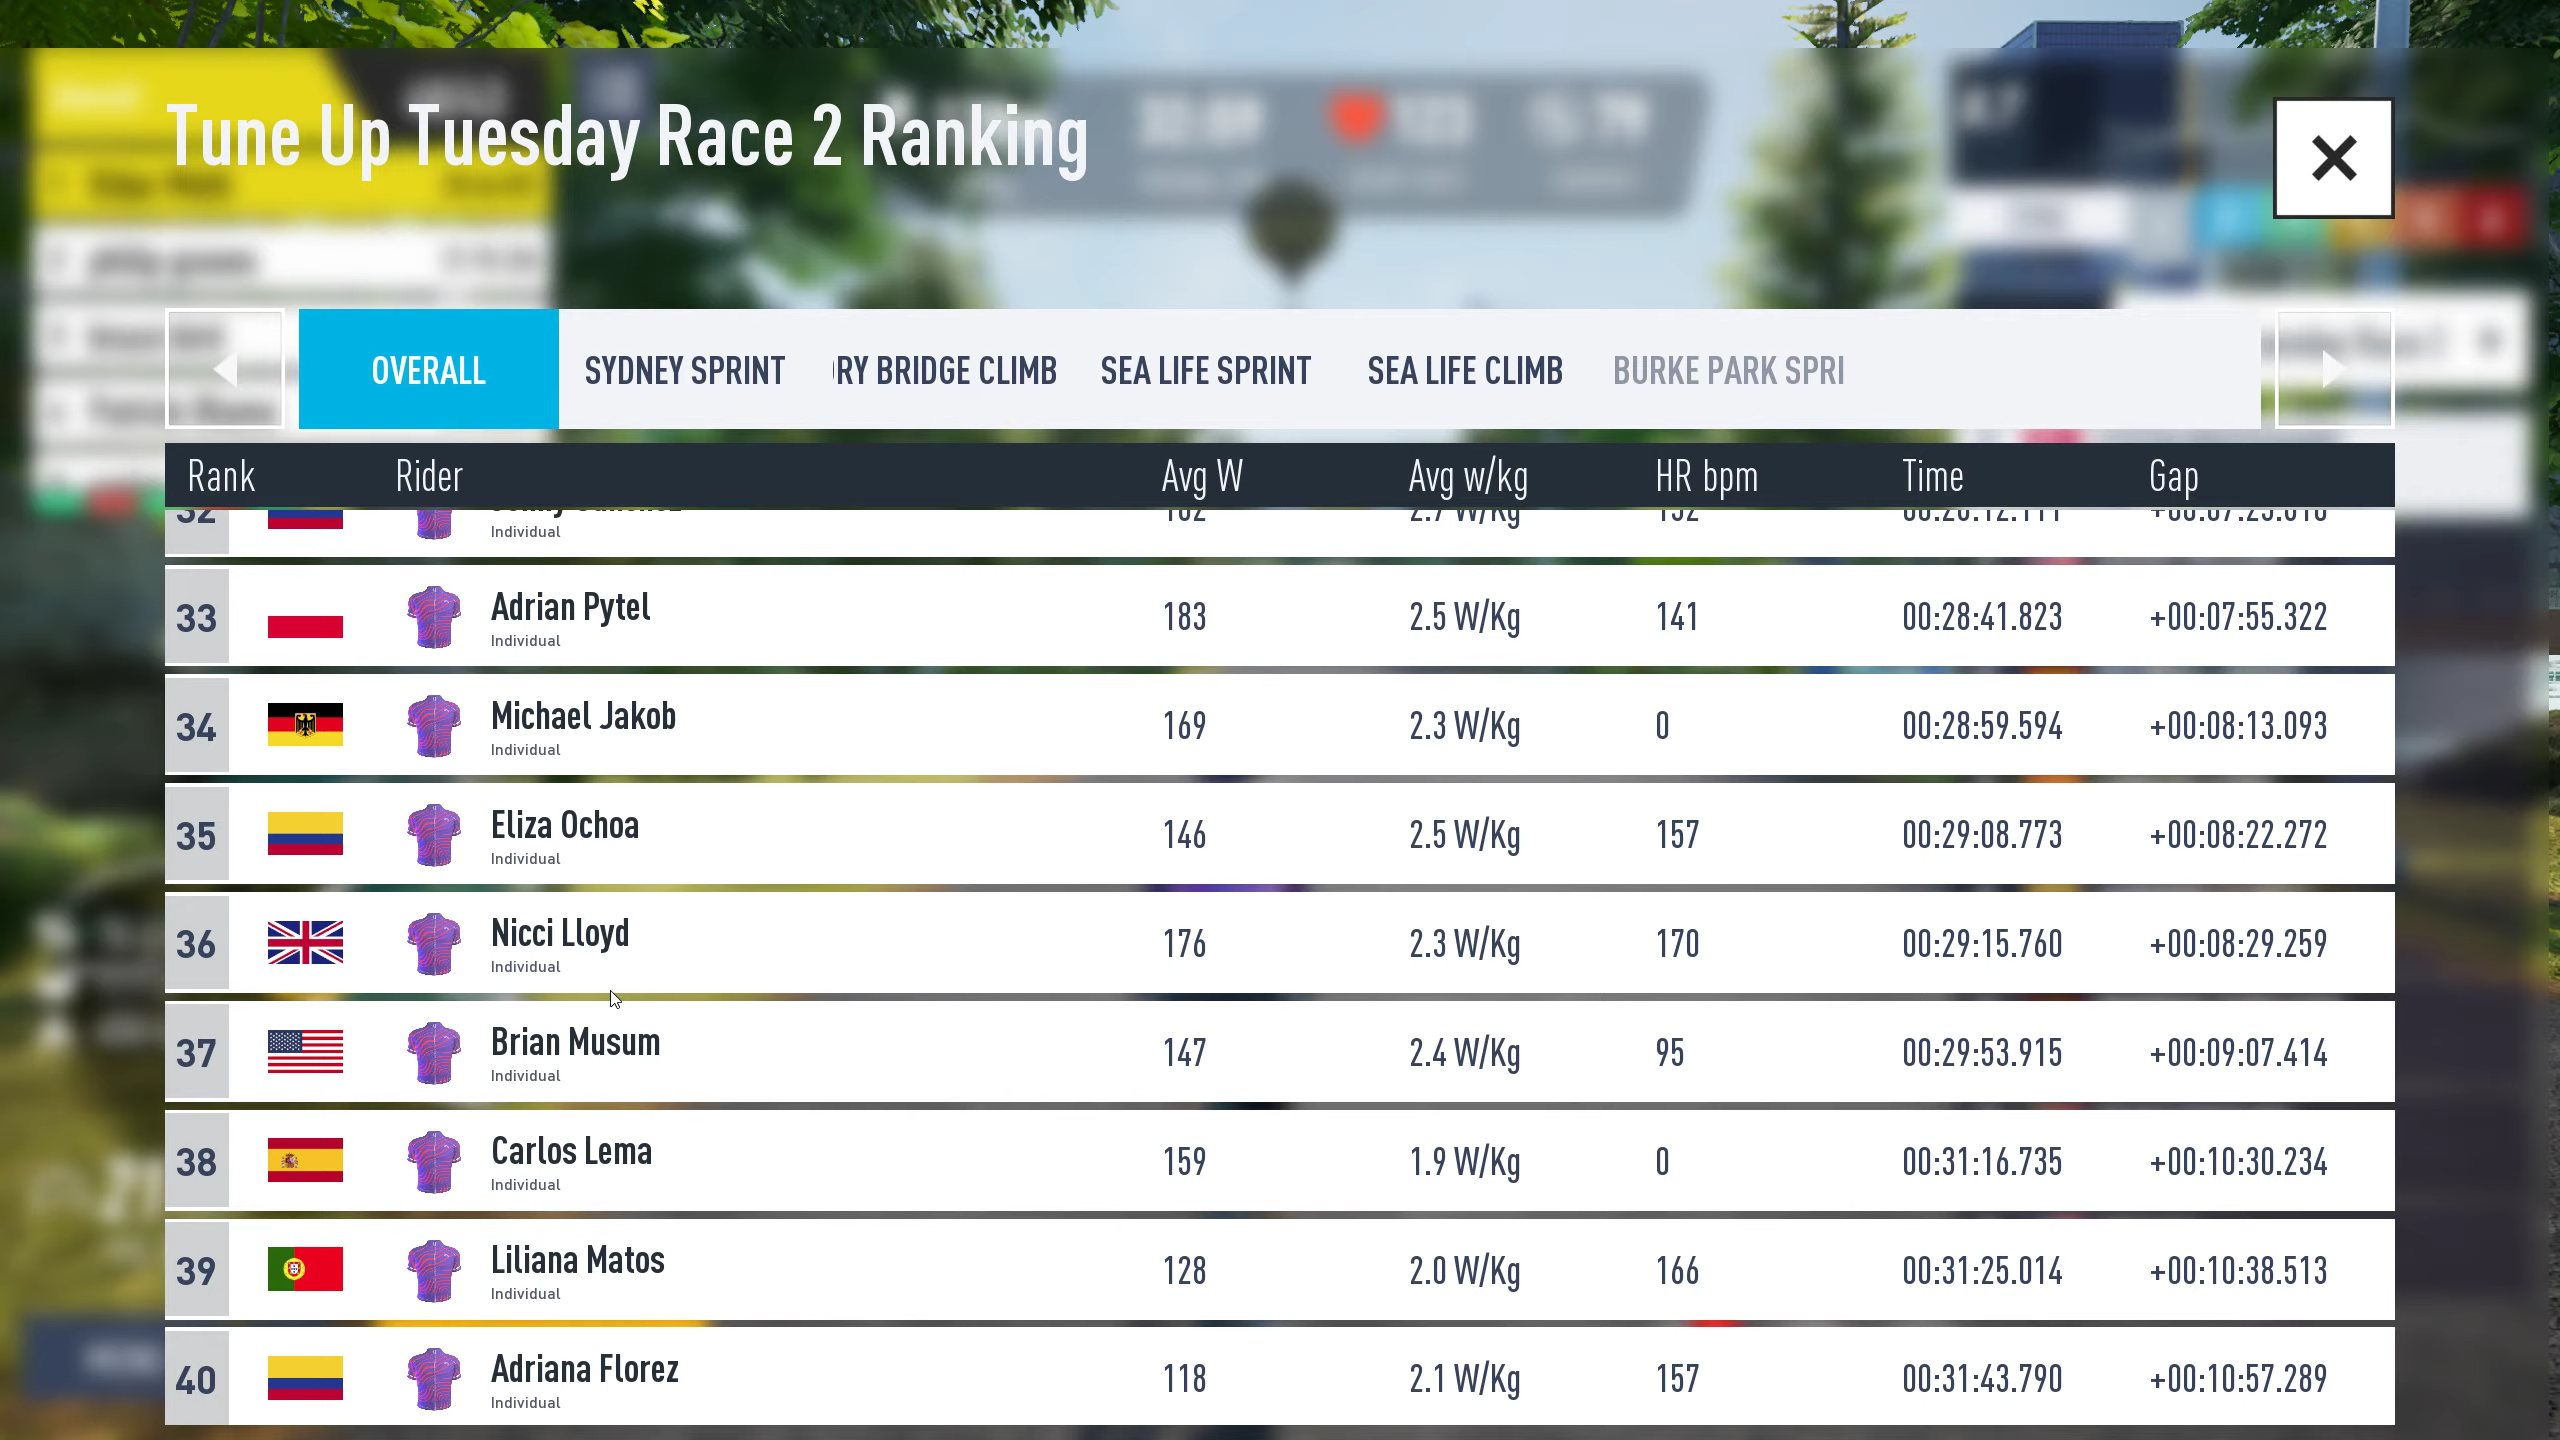 Tune Up Tuesday Race 2 Ranking
OVERALL SYDNEY SPRINT RY BRIDGE CLIMB SEA LIFE SPRINT SEA LIFE CLIMB BURKE PARK SPRI
Rank Rider Avg W Avg w/kg HR bpm Time Gap
32
Individual
33 Adrian Pytel 183 2.5 W/Kg 141 00:28:41.823 +00:07:55.322
Individual
34 Michael Jakob 169 2.3 W/Kg 0 00:28:59.594 +00:08:13.093
Individual
35 Eliza Ochoa 146 2.5 W/Kg 157 00:29:08.773 +00:08:22.272
Individual
36 Nicci Lloyd 176 2.3 W/Kg 170 00:29:15.760 +00:08:29.259
Individual
37 Brian Musum 147 2.4 W/Kg 95 00:29:53.915 +00:09:07.414
Individual
38 Carlos Lema 159 1.9 W/Kg 0 00:31:16.735 +00:10:30.234
Individual
39 Liliana Matos 128 2.0 W/Kg 166 00:31:25.014 +00:10:38.513
Individual
40 Adriana Florez 118 2.1 W/Kg 157 00:31:43.790 +00:10:57.289
Individual